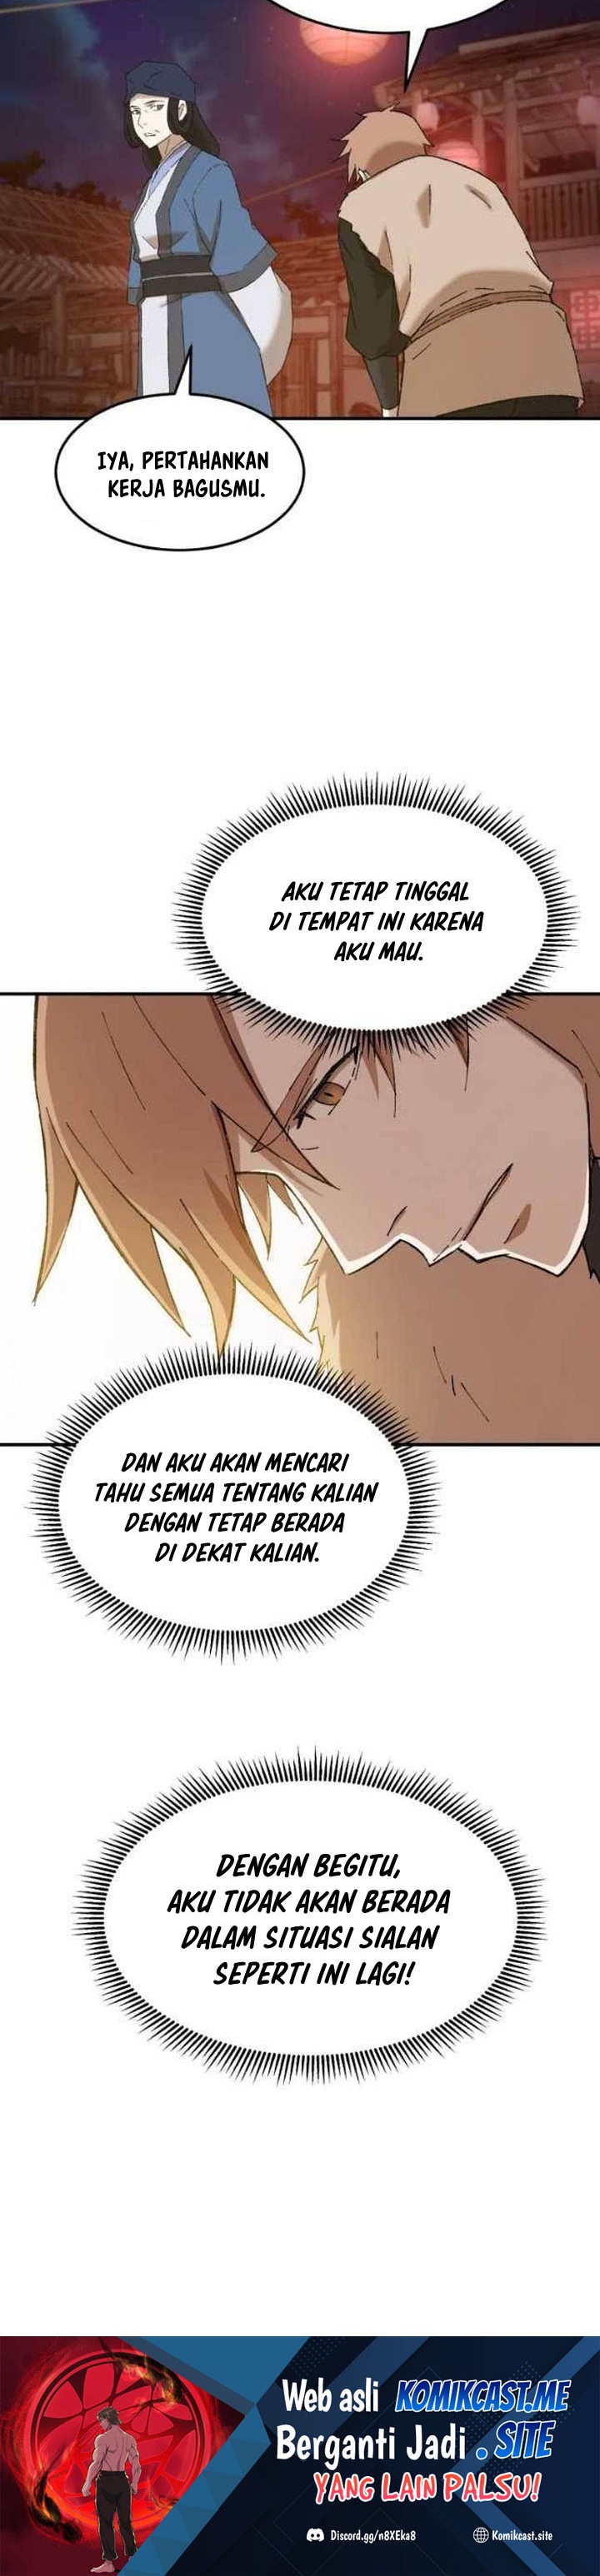 IYA, PERTAHANKAN
KERJA BAGUSMU.
AKU TETAP TINGGAL
DI TEMPAT INI KARENA
AKU MAU.
DAN AKU AKAN MENCARI
TAHU SEMUA TENTANG KALIAN
DENGAN TETAP BERADA
DI DEKAT KALIAN.
DENGAN BEGITU,
AKU TIDAK AKAN BERADA
DALAM SITUASI SIALAN
SEPERTI INI LAGI!
Web asli KOMIKCAST.ME
Berganti Jadi .SITE
YANG LAIN PALSU!
Discord.gg/n8XEka8 Komikcast.site